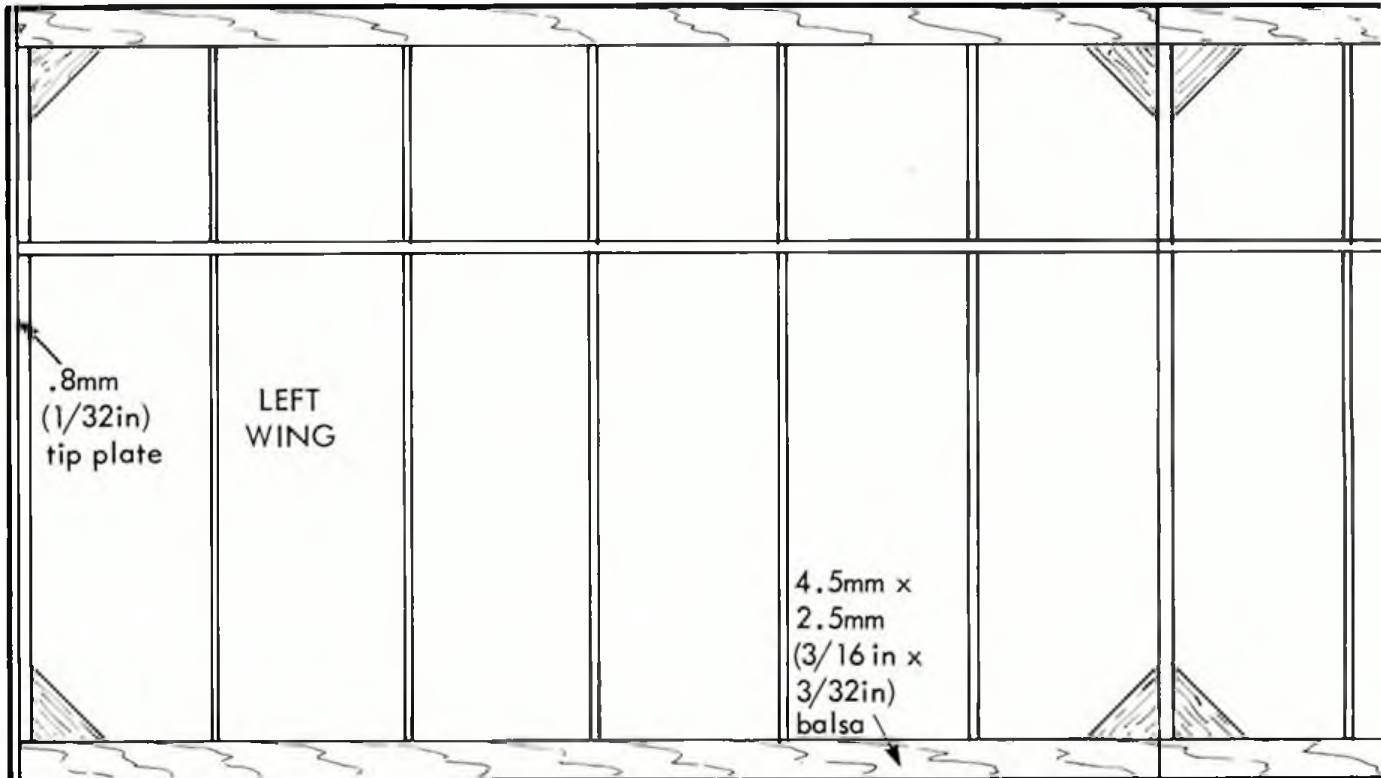 .8mm
(1/32in)
tip plate
LEFT
WING
4.5mm x
2.5mm
(3/16 in x
3/32in)
balsa